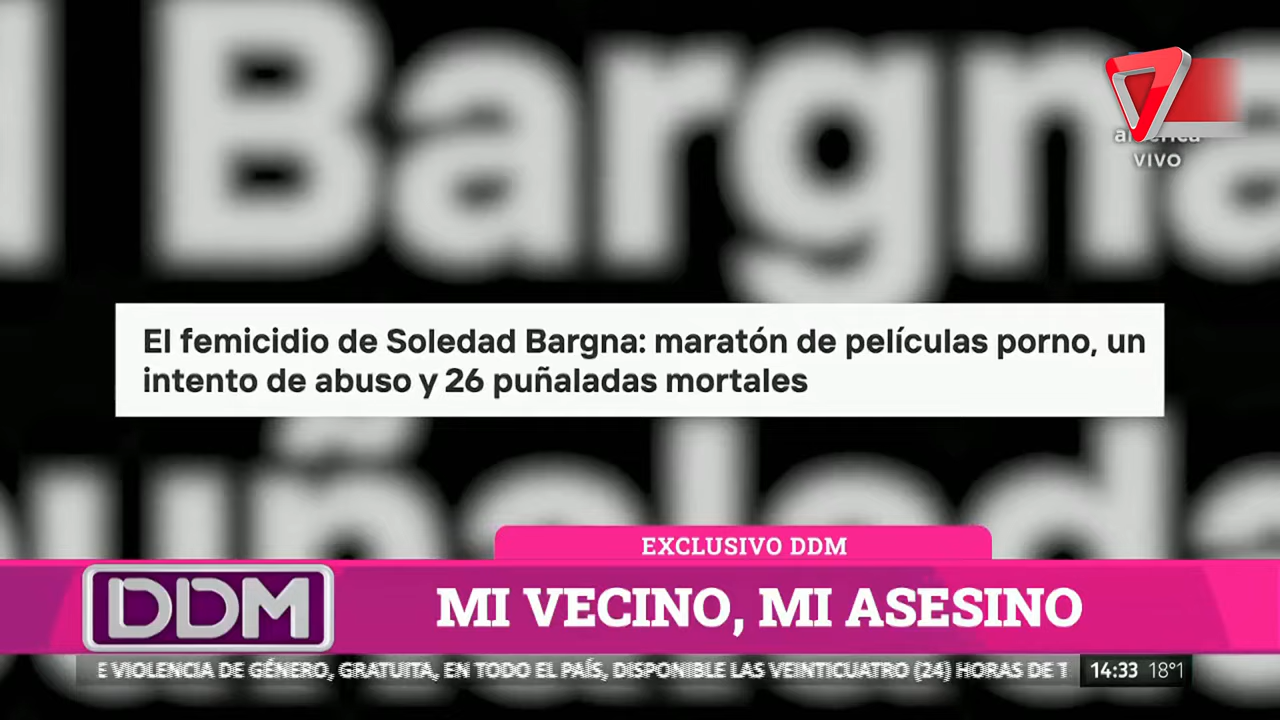 l Bargna
VIVO
El femicidio de Soledad Bargna: maratón de películas porno, un
intento de abuso y 26 puñaladas mortales
EXCLUSIVO DDM
DDM
MI VECINO, MI ASESINO
E VIOLENCIA DE GÉNERO, GRATUITA, EN TODO EL PAÍS, DISPONIBLE LAS VEINTICUATRO (24) HORAS DE T
14:33 18°1